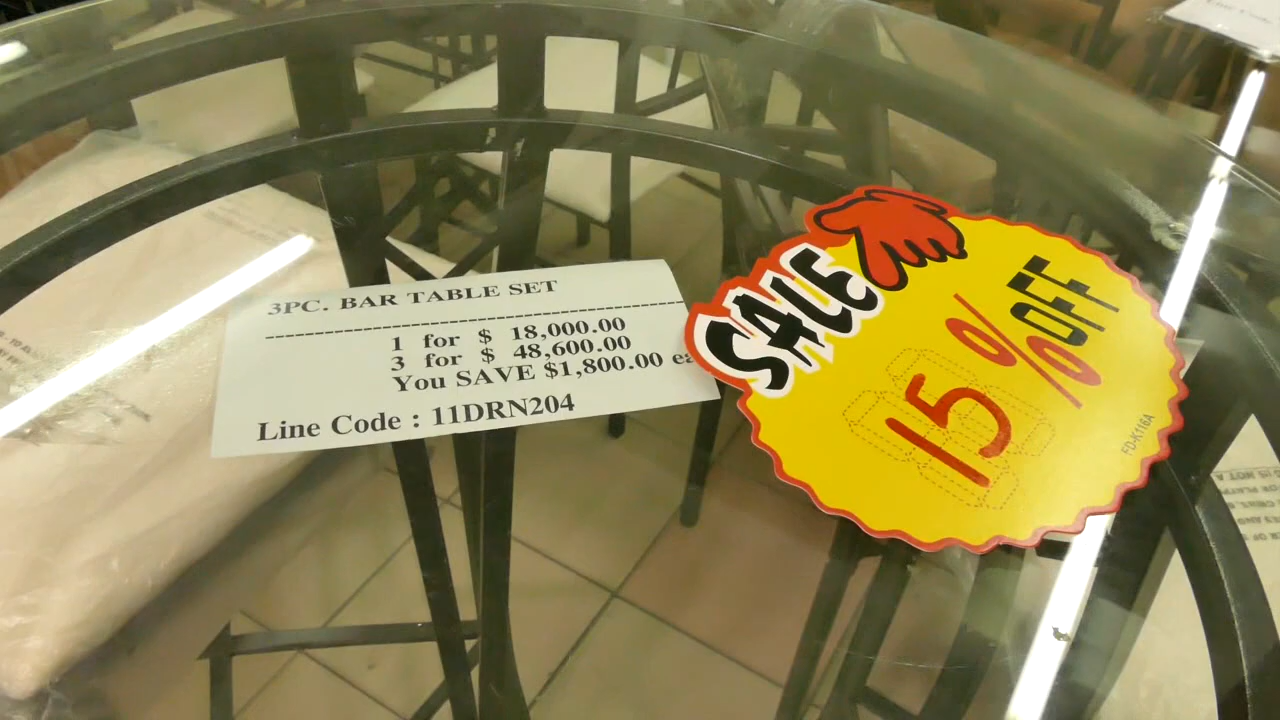 3PC. BAR TABLE SET
--------------------------------------------------
1 for $ 18,000.00
3 for $ 48,600.00
You SAVE $1,800.00 ea
Line Code : 11DRN204
SALE
15% OFF
FD-K116A